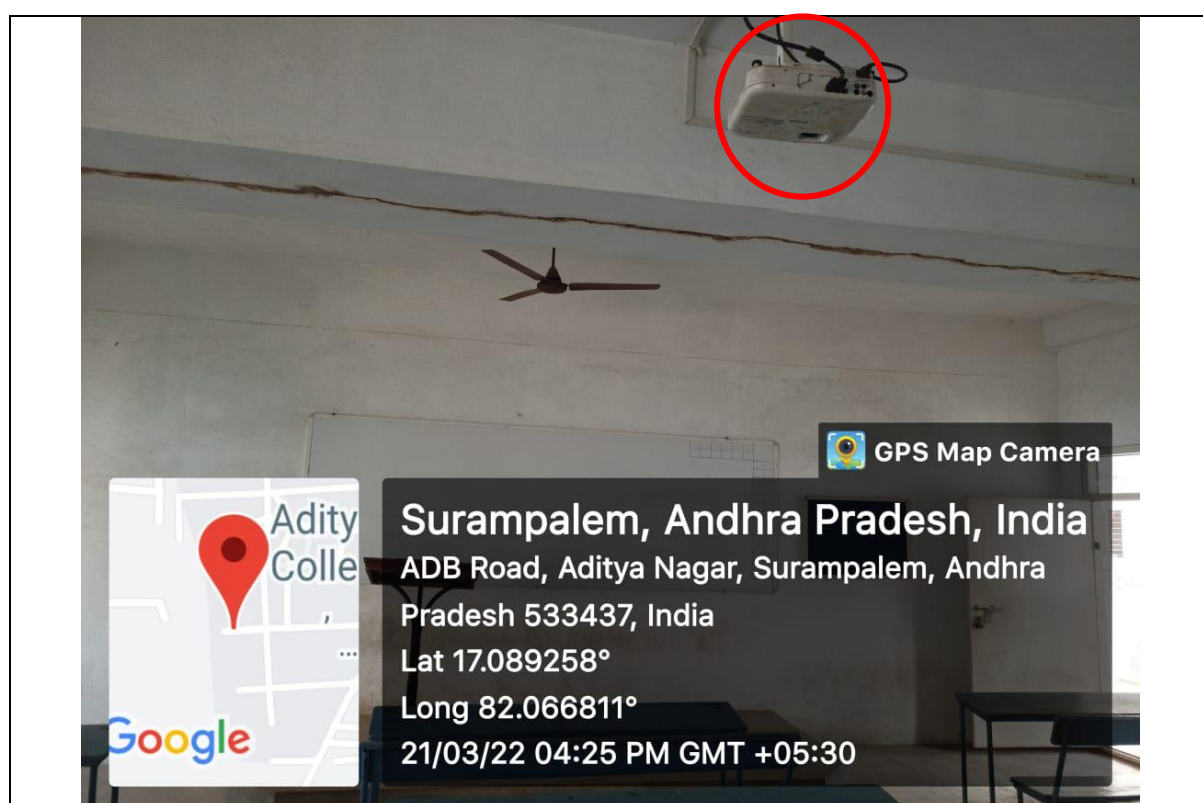 GPS Map Camera
Adity
Colle
,
...
Google
Surampalem, Andhra Pradesh, India
ADB Road, Aditya Nagar, Surampalem, Andhra
Pradesh 533437, India
Lat 17.089258°
Long 82.066811°
21/03/22 04:25 PM GMT +05:30